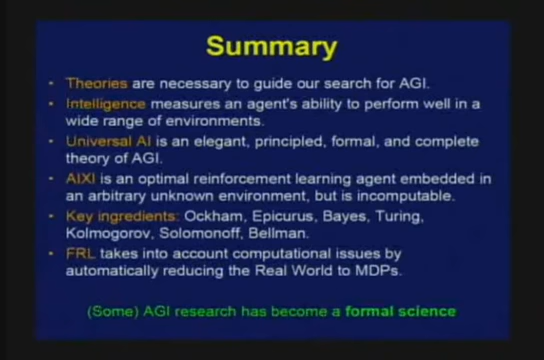 Summary
• Theories are necessary to guide our search for AGI.
• Intelligence measures an agent's ability to perform well in a
wide range of environments.
• Universal AI is an elegant, principled, formal, and complete
theory of AGI.
• AIXI is an optimal reinforcement learning agent embedded in
an arbitrary unknown environment, but is incomputable.
• Key ingredients: Ockham, Epicurus, Bayes, Turing,
Kolmogorov, Solomonoff, Bellman.
• FRL takes into account computational issues by
automatically reducing the Real World to MDPs.
(Some) AGI research has become a formal science